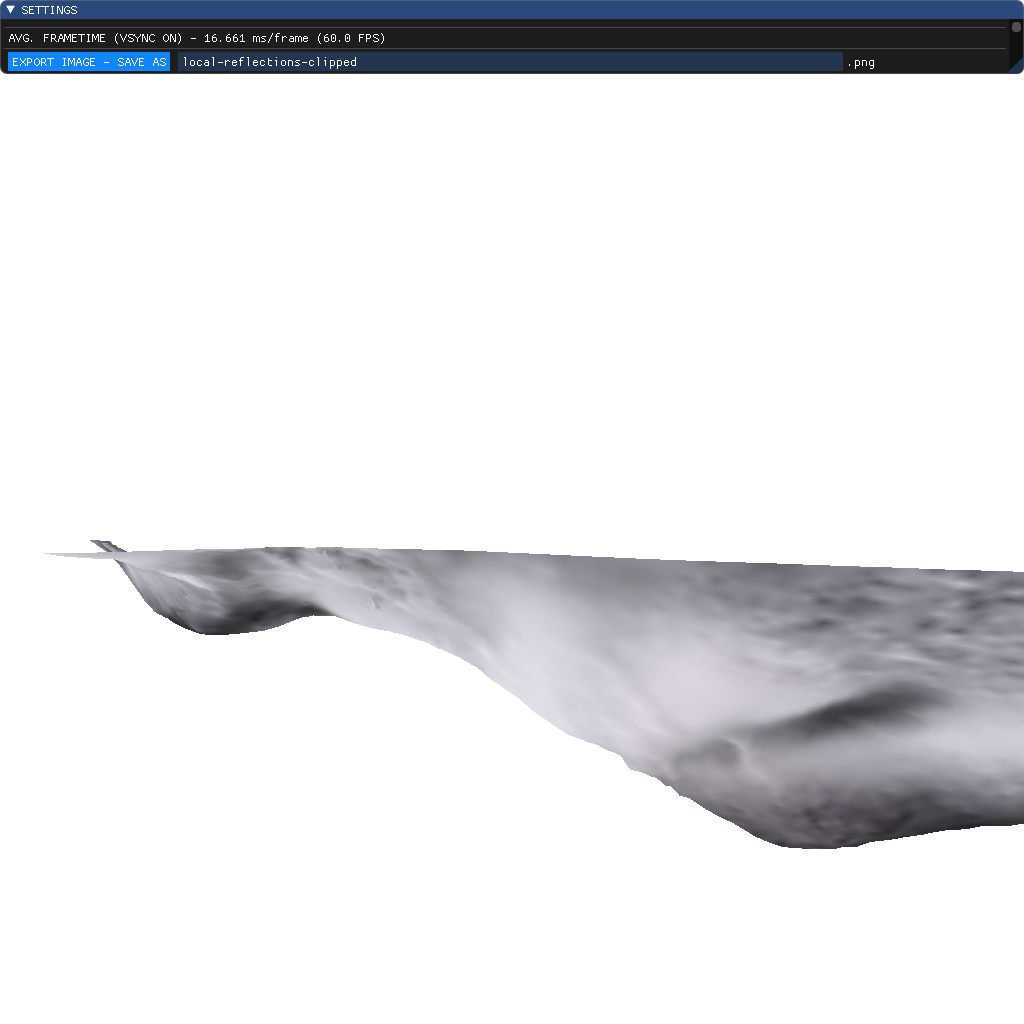 SETTINGS
AVG. FRAMETIME (VSYNC ON) - 16.661 ms/frame (60.0 FPS)
EXPORT IMAGE - SAVE AS local-reflections-clipped .png